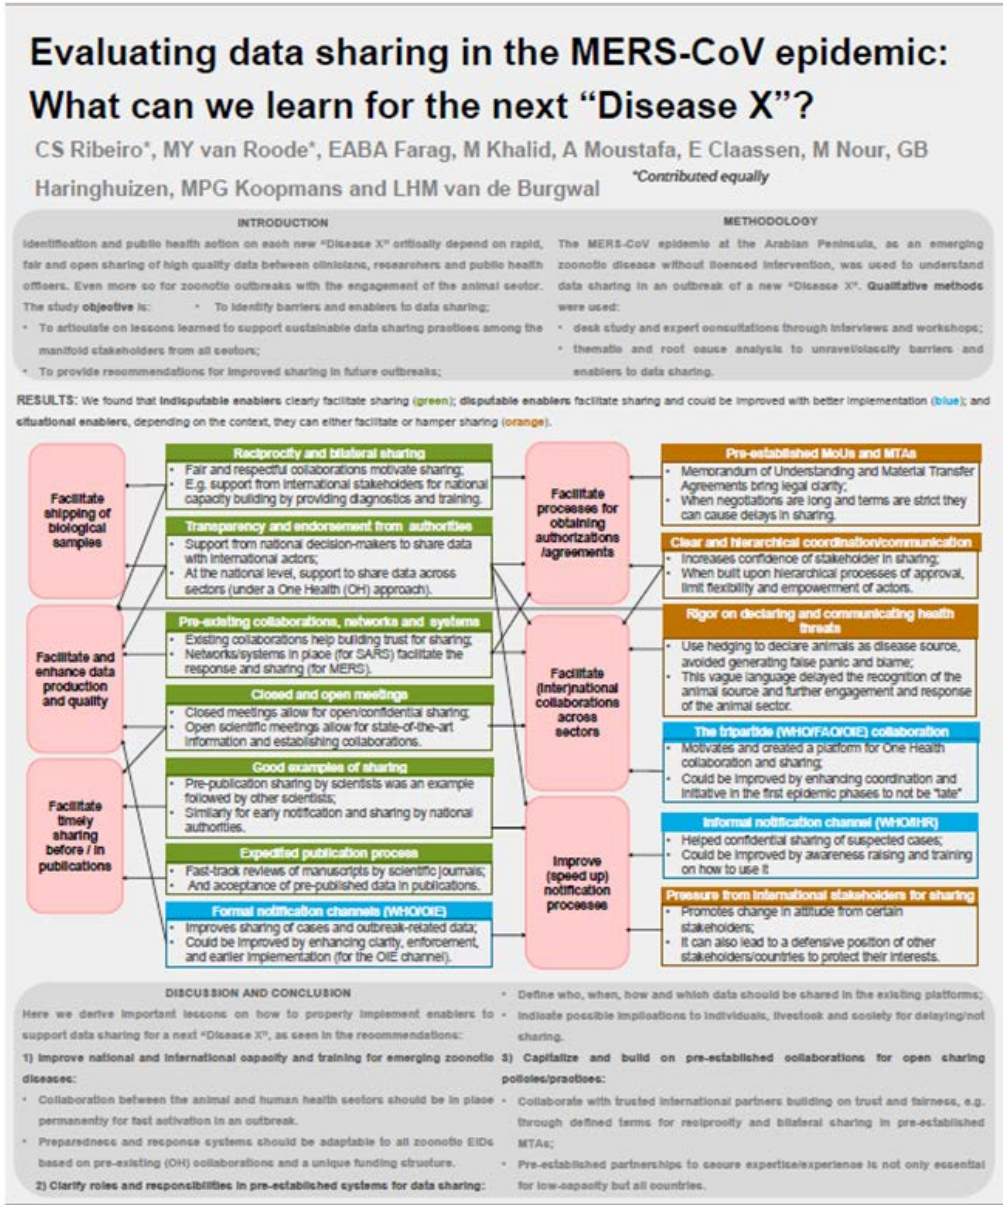 Evaluating data sharing in the MERS-CoV epidemic:
What can we learn for the next “Disease X”?
CS Ribeiro*, MY van Roode*, EABA Farag, M Khalid, A Moustafa, E Claassen, M Nour, GB
Haringhuizen, MPG Koopmans and LHM van de Burgwal *Contributed equally
INTRODUCTION
Identification and public health action on each new “Disease X” critically depend on rapid,
fair and open sharing of high quality data between clinicians, researchers and public health
officers. Even more so for zoonotic outbreaks with the engagement of the animal sector.
The study objective is: • To identify barriers and enablers to data sharing;
• To articulate on lessons learned to support sustainable data sharing practices among the
manifold stakeholders from all sectors;
• To provide recommendations for improved sharing in future outbreaks;
METHODOLOGY
The MERS-CoV epidemic at the Arabian Peninsula, as an emerging
zoonotic disease without licensed intervention, was used to understand
data sharing in an outbreak of a new “Disease X”. Qualitative methods
were used:
• desk study and expert consultations through interviews and workshops;
• thematic and root cause analysis to unravel/classify barriers and
enablers to data sharing.
RESULTS: We found that indisputable enablers clearly facilitate sharing (green); disputable enablers facilitate sharing and could be improved with better implementation (blue); and
situational enablers, depending on the context, they can either facilitate or hamper sharing (orange).
Facilitate
shipping of
biological
samples
Facilitate and
enhance data
production
and quality
Facilitate
timely
sharing
before / in
publications
Reciprocity and bilateral sharing
• Fair and respectful collaborations motivate sharing;
• E.g. support from international stakeholders for national
capacity building by providing diagnostics and training.
Transparency and endorsement from authorities
• Support from national decision-makers to share data
with international actors;
• At the national level, support to share data across
sectors (under a One Health (OH) approach).
Pre-existing collaborations, networks and systems
• Existing collaborations help building trust for sharing;
• Networks/systems in place (for SARS) facilitate the
response and sharing (for MERS).
Closed and open meetings
• Closed meetings allow for open/confidential sharing;
• Open scientific meetings allow for state-of-the-art
information and establishing collaborations.
Good examples of sharing
• Pre-publication sharing by scientists was an example
followed by other scientists;
• Similarly for early notification and sharing by national
authorities.
Expedited publication process
• Fast-track reviews of manuscripts by scientific journals;
• And acceptance of pre-published data in publications.
Formal notification channels (WHO/OIE)
• Improves sharing of cases and outbreak-related data;
• Could be improved by enhancing clarity, enforcement,
and earlier implementation (for the OIE channel).
Facilitate
processes for
obtaining
authorizations
/agreements
Facilitate
(inter)national
collaborations
across
sectors
Improve
(speed up)
notification
processes
Pre-established MoUs and MTAs
• Memorandum of Understanding and Material Transfer
Agreements bring legal clarity;
• When negotiations are long and terms are strict they
can cause delays in sharing.
Clear and hierarchical coordination/communication
• Increases confidence of stakeholder in sharing;
• When built upon hierarchical processes of approval,
limit flexibility and empowerment of actors.
Rigor on declaring and communicating health
threats
• Use hedging to declare animals as disease source,
avoided generating false panic and blame;
• This vague language delayed the recognition of the
animal source and further engagement and response
of the animal sector.
The tripartide (WHO/FAO/OIE) collaboration
• Motivates and created a platform for One Health
collaboration and sharing;
• Could be improved by enhancing coordination and
initiative in the first epidemic phases to not be “late”
Informal notification channel (WHO/IHR)
• Helped confidential sharing of suspected cases;
• Could be improved by awareness raising and training
on how to use it
Pressure from international stakeholders for sharing
• Promotes change in attitude from certain
stakeholders;
• It can also lead to a defensive position of other
stakeholders/countries to protect their interests.
DISCUSSION AND CONCLUSION
Here we derive important lessons on how to properly implement enablers to
support data sharing for a next “Disease X”, as seen in the recommendations:
1) Improve national and international capacity and training for emerging zoonotic
diseases:
• Collaboration between the animal and human health sectors should be in place
permanently for fast activation in an outbreak.
• Preparedness and response systems should be adaptable to all zoonotic EIDs
based on pre-existing (OH) collaborations and a unique funding structure.
2) Clarify roles and responsibilities in pre-established systems for data sharing:
• Define who, when, how and which data should be shared in the existing platforms;
• Indicate possible implications to individuals, livestock and society for delaying/not
sharing.
3) Capitalize and build on pre-established collaborations for open sharing
policies/practices:
• Collaborate with trusted international partners building on trust and fairness, e.g.
through defined terms for reciprocity and bilateral sharing in pre-established
MTAs;
• Pre-established partnerships to secure expertise/experience is not only essential
for low-capacity but all countries.